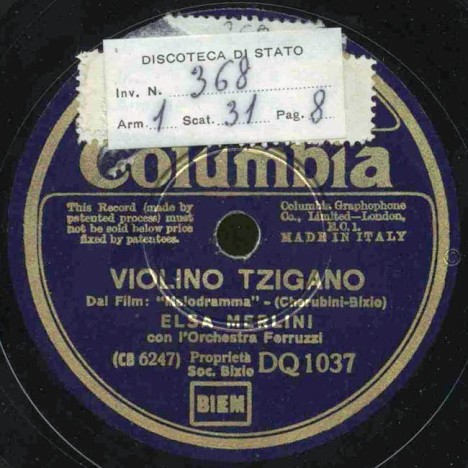 DISCOTECA DI STATO
Inv. N. 368
Arm. 1 Scat. 31 Pag. 8
Columbia
This Record (made by
patented process) must
not be sold below price
fixed by patentees.
Columbia Graphophone
Co., Limited—London,
E.C.1.
MADE IN ITALY
VIOLINO TZIGANO
Dal Film: "Melodramma" - (Cherubini-Bixio)
ELSA MERLINI
con l'Orchestra Ferruzzi
(CB 6247) Proprietà
Soc. Bixio DQ 1037
BIEM